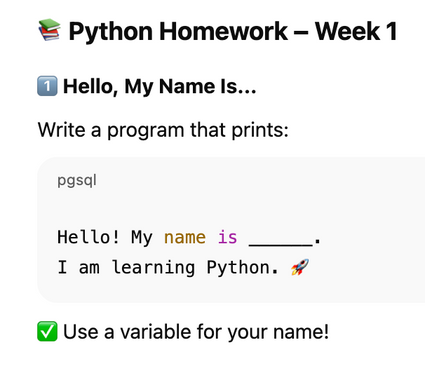 📚 Python Homework – Week 1
1️⃣ Hello, My Name Is...
Write a program that prints:
pgsql
Hello! My name is ______.
I am learning Python. 🚀
✅ Use a variable for your name!